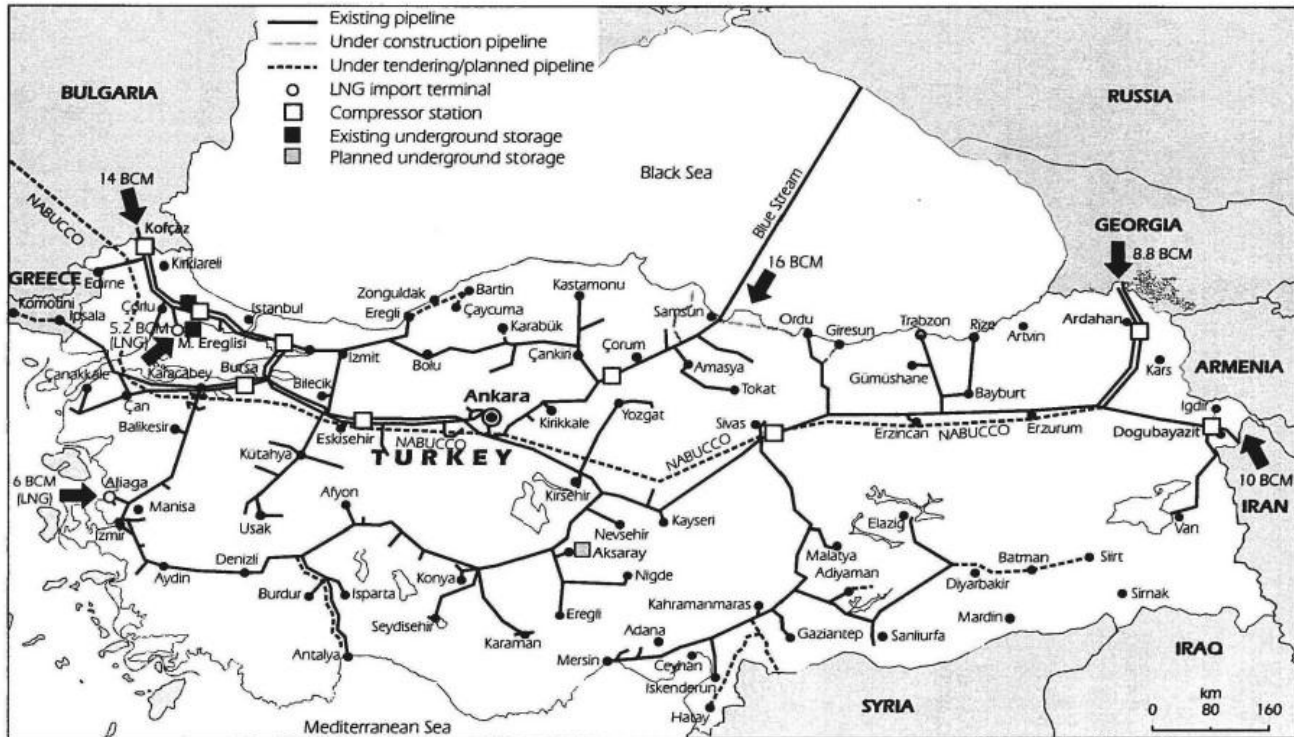 Existing pipeline
Under construction pipeline
Under tendering/planned pipeline
LNG import terminal
Compressor station
Existing underground storage
Planned underground storage
BULGARIA
RUSSIA
Black Sea
Blue Stream
14 BCM
NABUCCO
Kofçaz
Kirklareli
GREECE
Edirne
Komotini
Ipsala
Çorlu
Istanbul
5.2 BCM
(LNG)
M. Ereglisi
Zonguldak
Bartin
Eregli
Çaycuma
Karabük
Kastamonu
Samsun
16 BCM
Ordu
Giresun
Trabzon
Rize
Artvin
GEORGIA
8.8 BCM
Ardahan
Kars
ARMENIA
Igdir
Dogubayazit
10 BCM
IRAN
Çanakkale
Karacabey
Bursa
Bilecik
Izmit
Bolu
Çankiri
Çorum
Amasya
Tokat
Gümüshane
Bayburt
Çan
Balikesir
Eskisehir
NABUCCO
Ankara
Kirikkale
Yozgat
Sivas
NABUCCO
Erzincan
NABUCCO
Erzurum
TURKEY
6 BCM
(LNG)
Aliaga
Manisa
Izmir
Kütahya
Usak
Afyon
Kirsehir
Nevsehir
Kayseri
Aksaray
Elazig
Malatya
Adiyaman
Batman
Siirt
Diyarbakir
Van
Aydin
Denizli
Burdur
Isparta
Konya
Seydisehir
Karaman
Nigde
Eregli
Kahramanmaras
Gaziantep
Sanliurfa
Mardin
Sirnak
Antalya
Adana
Mersin
Ceyhan
Iskenderun
Hatay
Mediterranean Sea
SYRIA
IRAQ
km
0 80 160